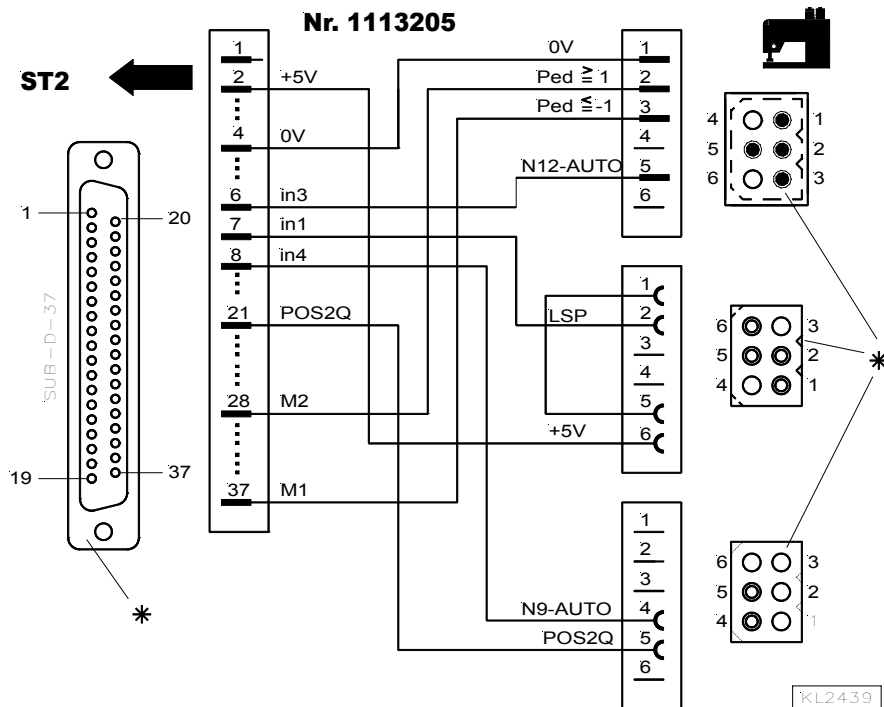 Nr. 1113205
ST2
1
2
+5V
4
0V
6
in3
7
in1
8
in4
21
POS2Q
28
M2
37
M1
1
20
19
37
SUB-D-37
0V
1
Ped ≧ 1
2
Ped ≦ -1
3
4
N12-AUTO
5
6
1
LSP
2
3
4
5
+5V
6
1
2
3
N9-AUTO
4
POS2Q
5
6
4
1
5
2
6
3
6
3
5
2
4
1
*
6
3
5
2
4
1
*
KL2439